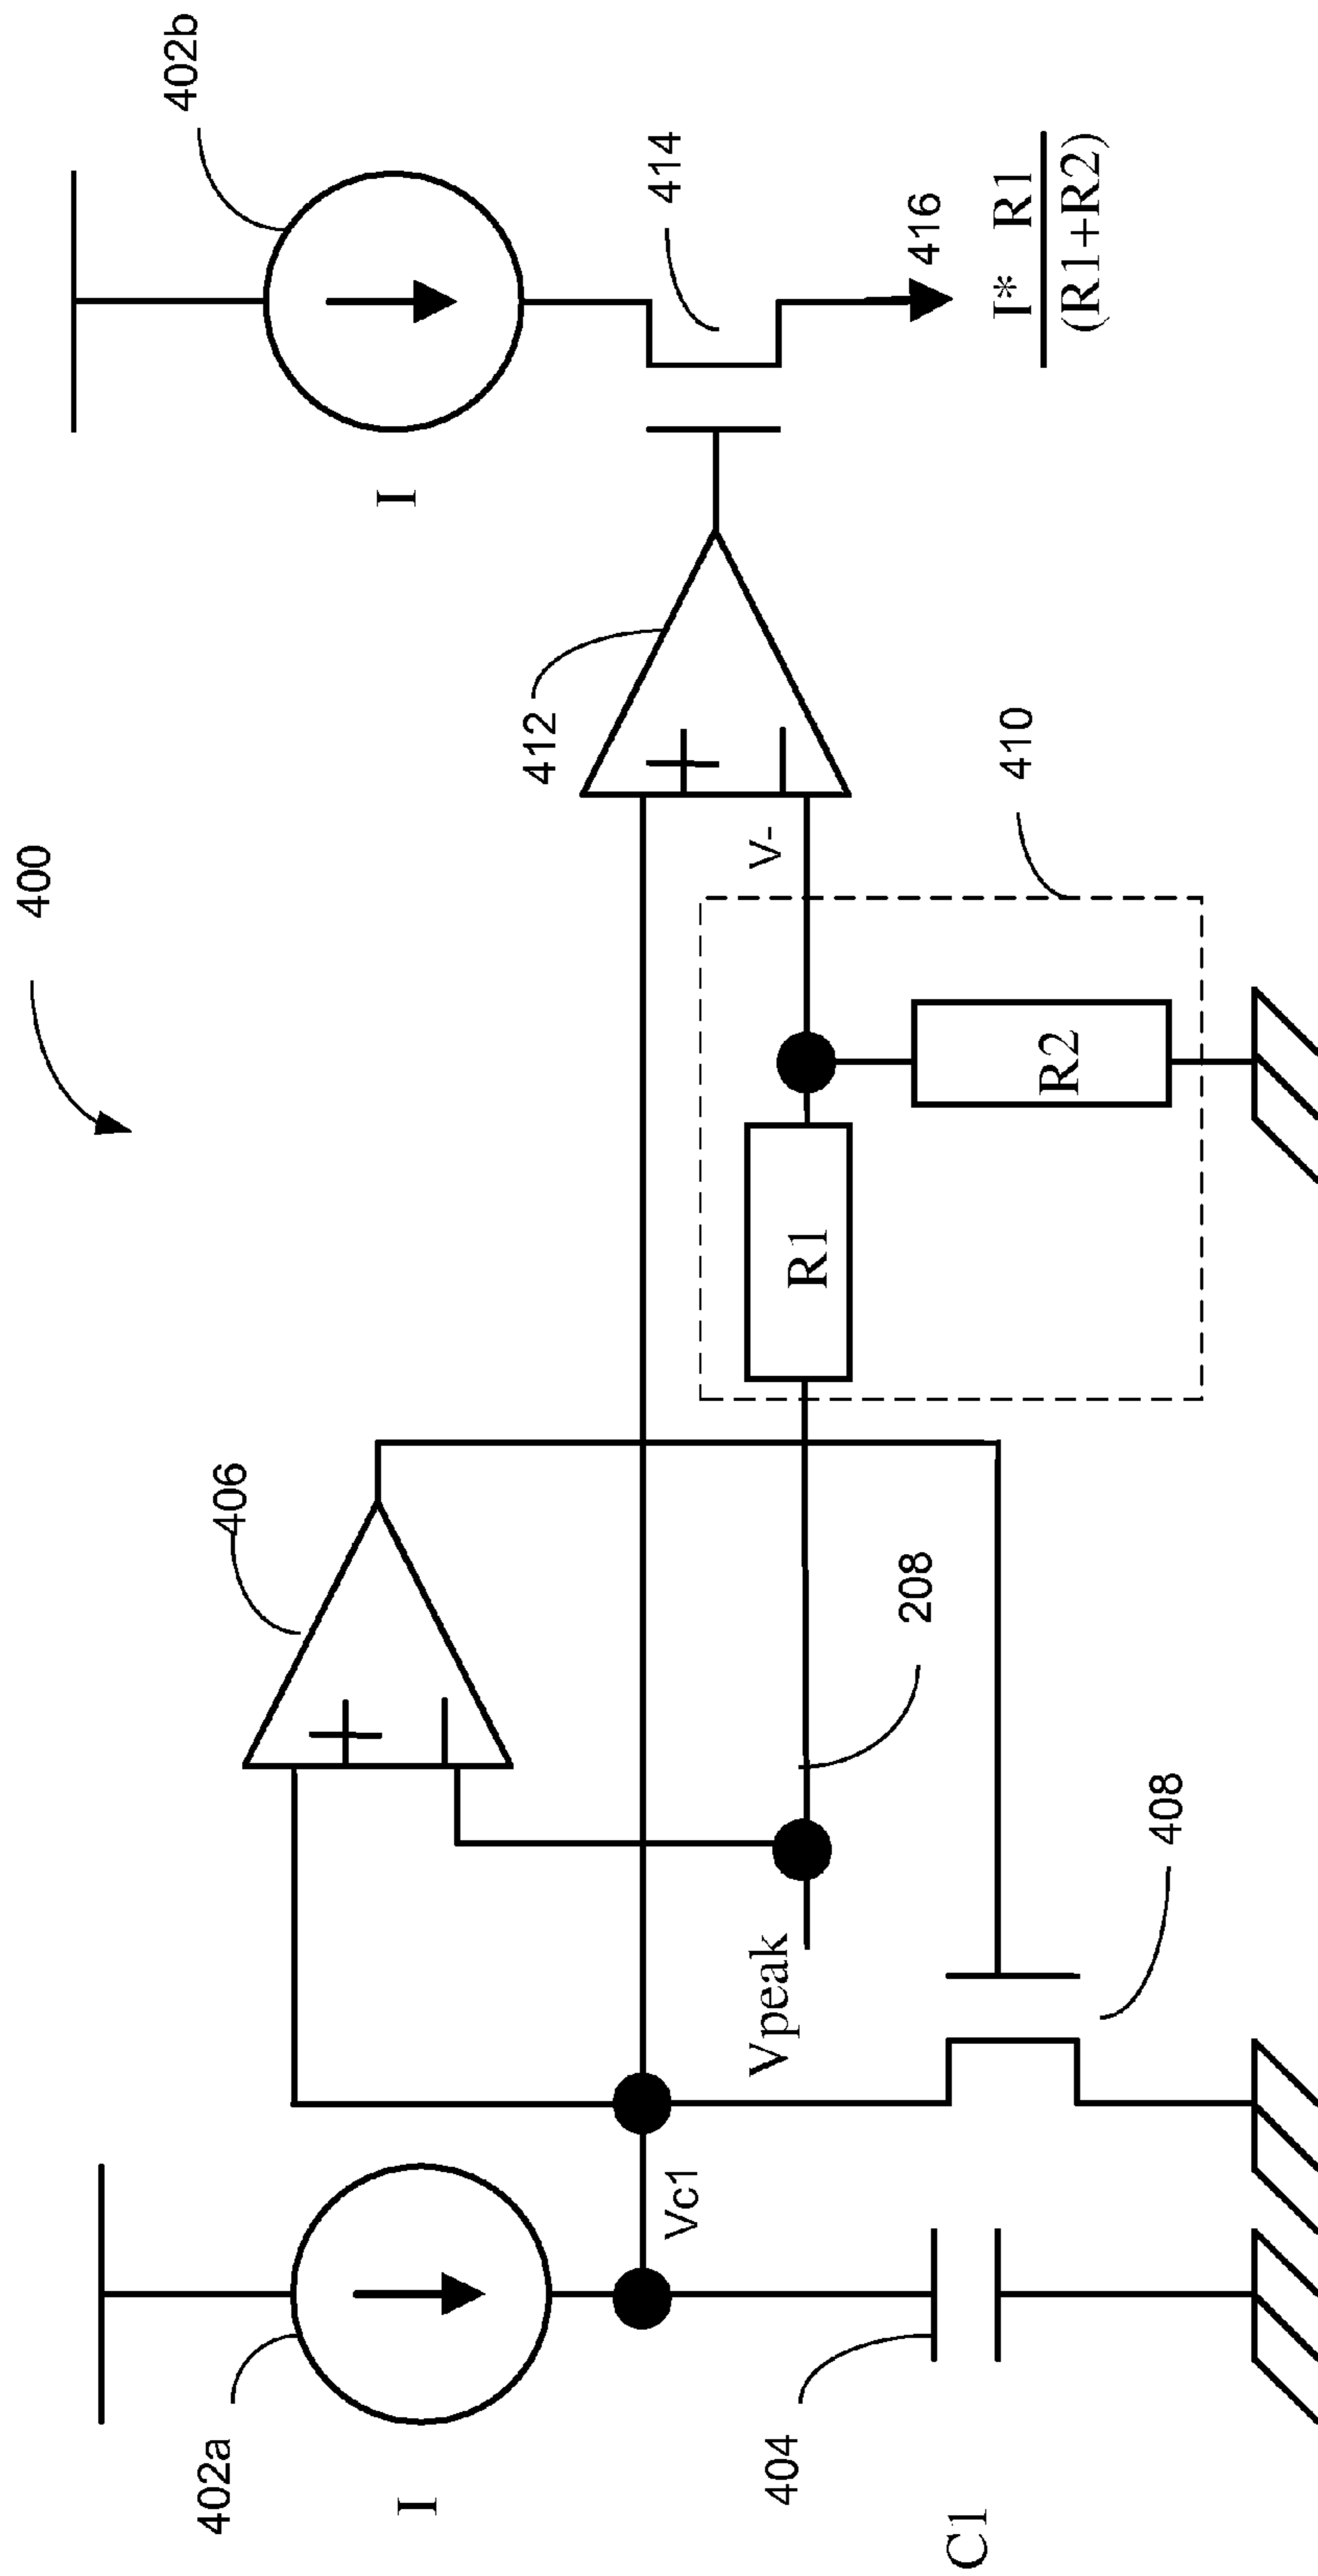 400
402b
I
414
416
I* R1
(R1+R2)
412
+
−
V-
410
R1
R2
406
+
−
208
Vpeak
408
402a
I
Vc1
404
C1